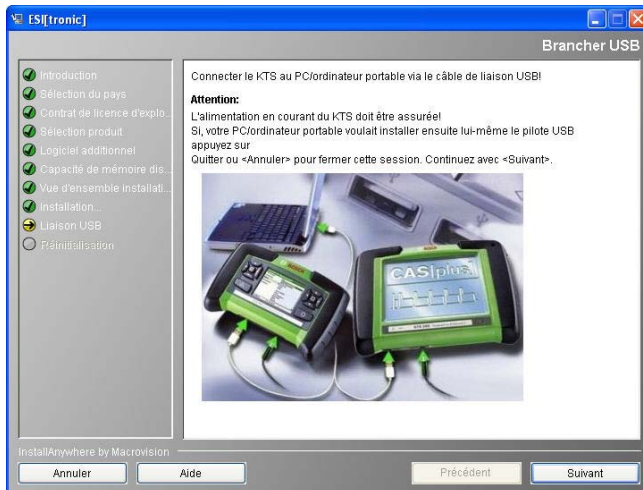 ESI[tronic]
Brancher USB
Introduction
Sélection du pays
Contrat de licence d'explo...
Sélection produit
Logiciel additionnel
Capacité de mémoire dis...
Vue d'ensemble installati...
Installation...
Liaison USB
Réinitialisation
Connecter le KTS au PC/ordinateur portable via le câble de liaison USB!
Attention:
L'alimentation en courant du KTS doit être assurée!
Si, votre PC/ordinateur portable voulait installer ensuite lui-même le pilote USB
appuyez sur
Quitter ou <Annuler> pour fermer cette session. Continuez avec <Suivant>.
BOSCH
CAS[plus]
InstallAnywhere by Macrovision
Annuler
Aide
Précédent
Suivant